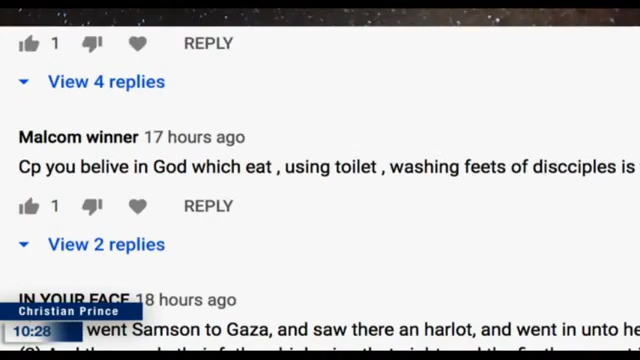 1 REPLY
View 4 replies
Malcom winner 17 hours ago
Cp you belive in God which eat , using toilet , washing feets of discciples is
1 REPLY
View 2 replies
IN YOUR FACE 18 hours ago
Christian Prince
10:28 went Samson to Gaza, and saw there an harlot, and went in unto he